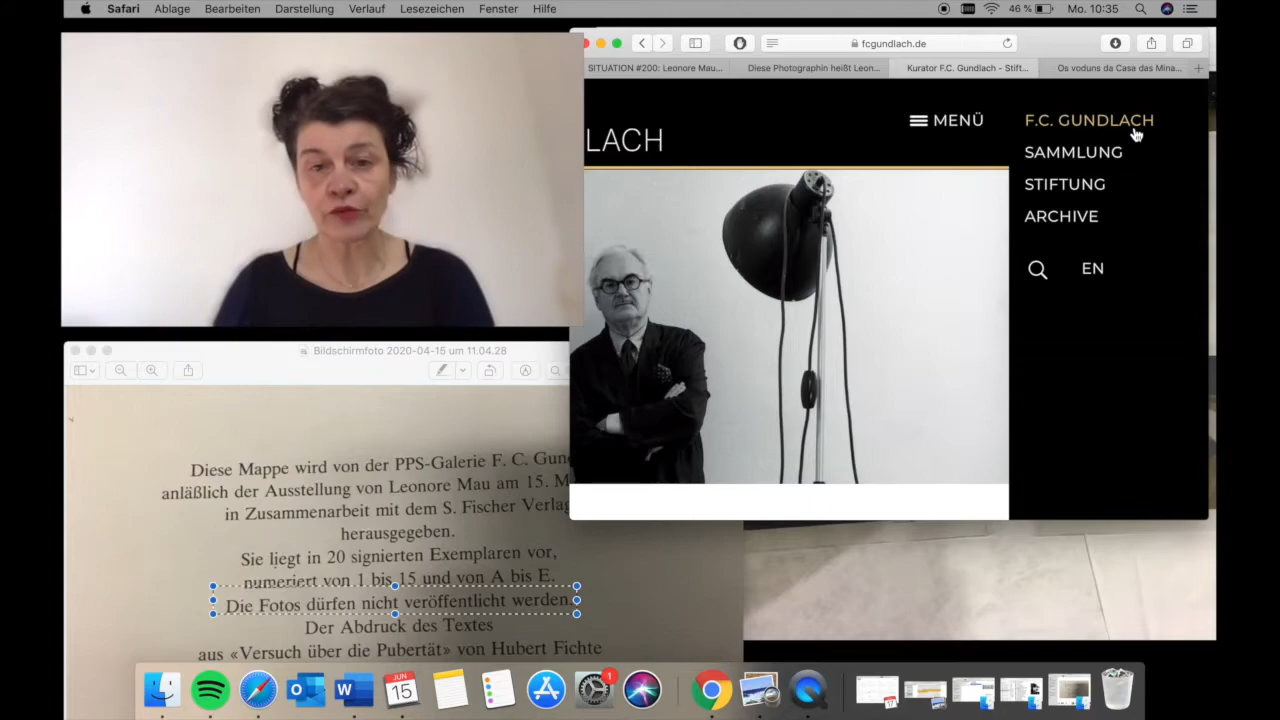 Safari Ablage Bearbeiten Darstellung Verlauf Lesezeichen Fenster Hilfe
46 % Mo. 10:35
fcgundlach.de
SITUATION #200: Leonore Mau...
Diese Photographin heißt Leon...
Kurator F.C. Gundlach - Stift...
Os voduns da Casa das Mina...
LACH
MENÜ
F.C. GUNDLACH
SAMMLUNG
STIFTUNG
ARCHIVE
EN
Bildschirmfoto 2020-04-15 um 11.04.28
Diese Mappe wird von der PPS-Galerie F. C. Gun
anläßlich der Ausstellung von Leonore Mau am 15. M
in Zusammenarbeit mit dem S. Fischer Verlag
herausgegeben.
Sie liegt in 20 signierten Exemplaren vor,
numeriert von 1 bis 15 und von A bis E.
Die Fotos dürfen nicht veröffentlicht werden.
Der Abdruck des Textes
aus «Versuch über die Pubertät» von Hubert Fichte
JUN
15
1
17